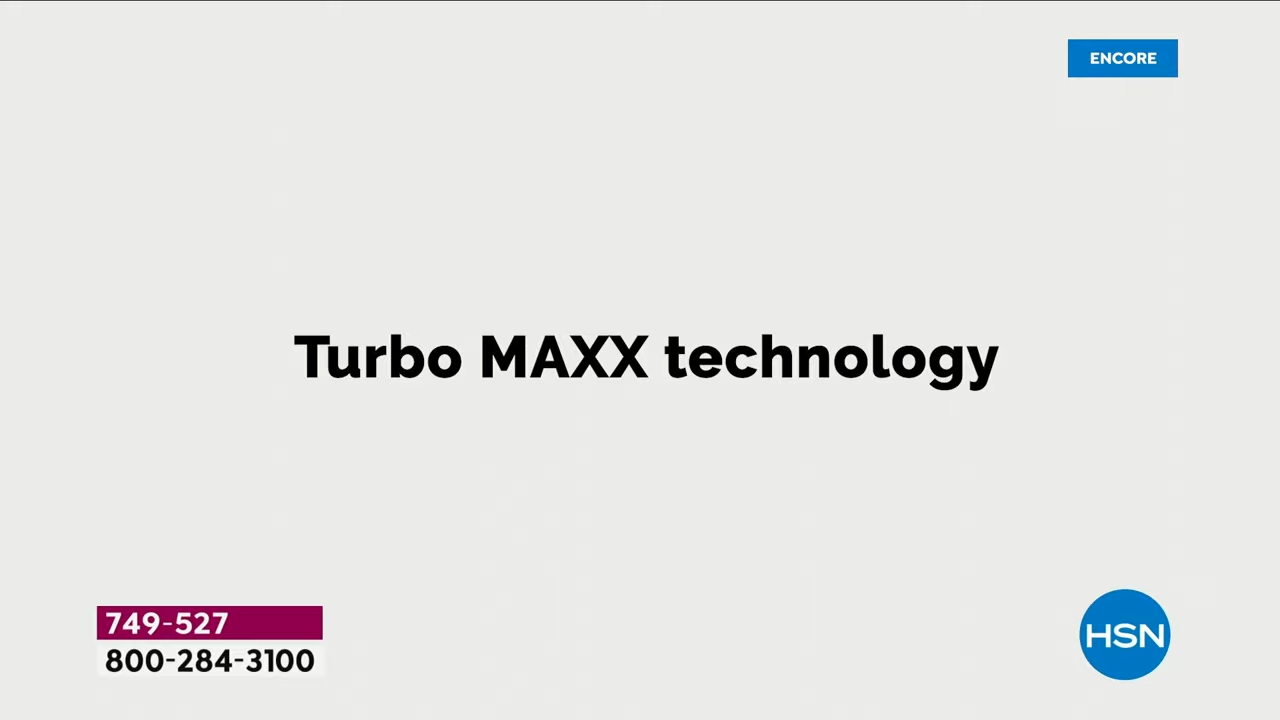 ENCORE
Turbo MAXX technology
749-527
800-284-3100
HSN